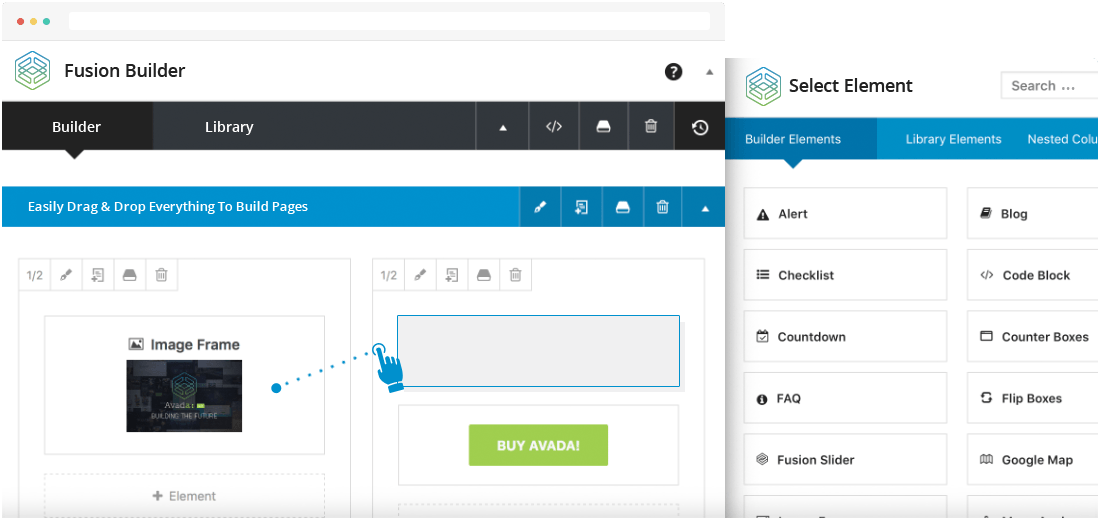 Fusion Builder
?
Builder
Library
</>
Easily Drag & Drop Everything To Build Pages
1/2
Image Frame
Avada
BUILDING THE FUTURE
+ Element
1/2
BUY AVADA!
Select Element
Search ...
Builder Elements
Library Elements
Nested Colu
Alert
Blog
Checklist
</> Code Block
Countdown
Counter Boxes
FAQ
Flip Boxes
Fusion Slider
Google Map